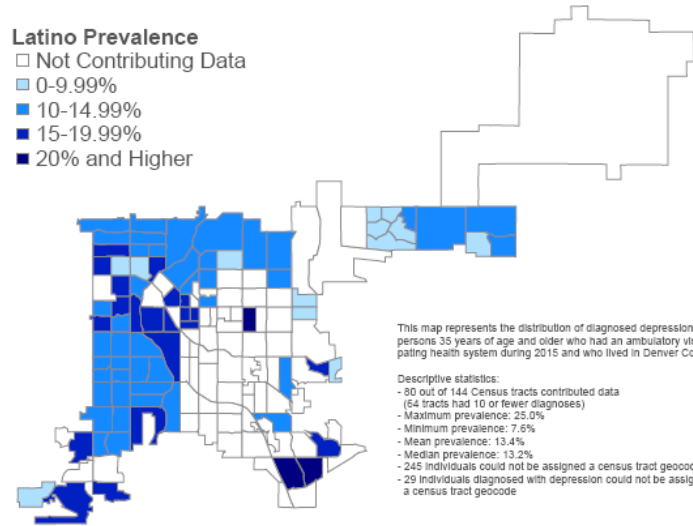 Latino Prevalence
Not Contributing Data
0-9.99%
10-14.99%
15-19.99%
20% and Higher
This map represents the distribution of diagnosed depression
persons 35 years of age and older who had an ambulatory
pating health system during 2015 and who lived in Denver Co
Descriptive statistics:
- 80 out of 144 Census tracts contributed data
(64 tracts had 10 or fewer diagnoses)
- Maximum prevalence: 25.0%
- Minimum prevalence: 7.6%
- Mean prevalence: 13.4%
- Median prevalence: 13.2%
- 245 individuals could not be assigned a census tract geocod
- 29 individuals diagnosed with depression could not be assig
a census tract geocode